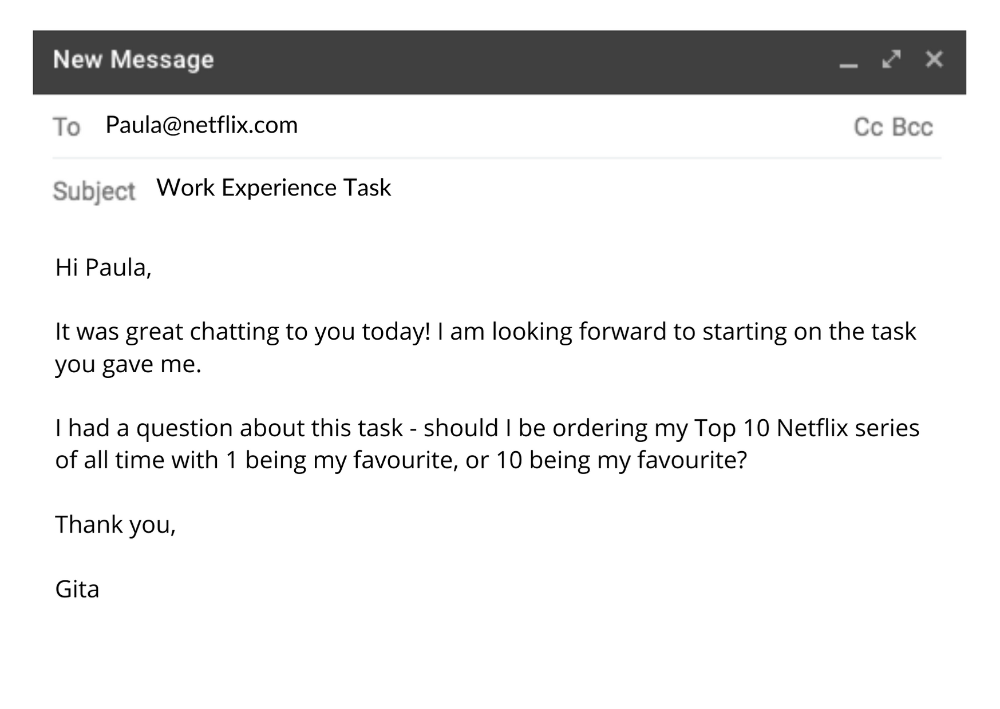 New Message
To Paula@netflix.com Cc Bcc
Subject Work Experience Task
Hi Paula,
It was great chatting to you today! I am looking forward to starting on the task
you gave me.
I had a question about this task - should I be ordering my Top 10 Netflix series
of all time with 1 being my favourite, or 10 being my favourite?
Thank you,
Gita